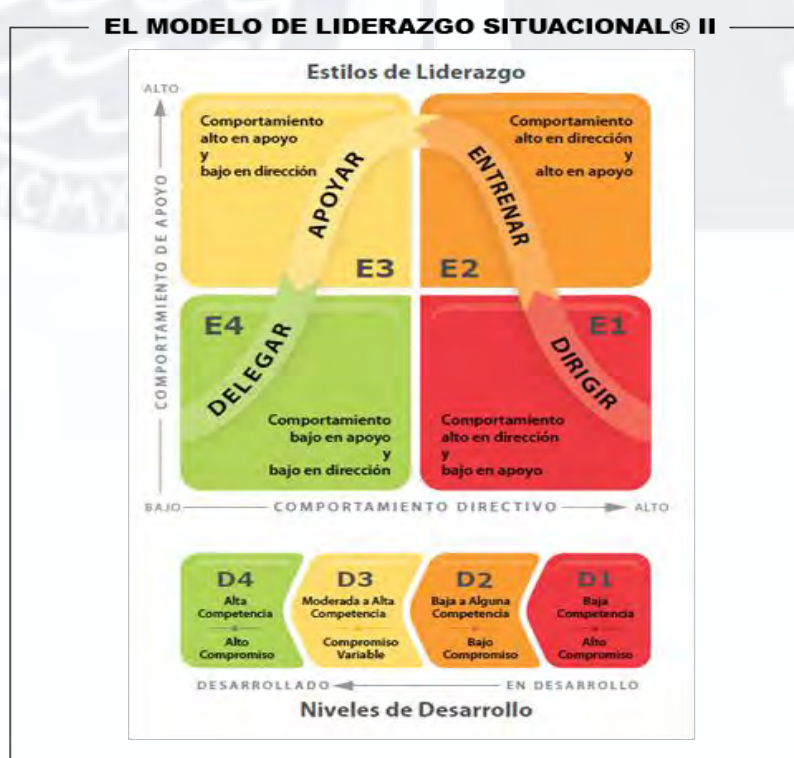 EL MODELO DE LIDERAZGO SITUACIONAL® II
Estilos de Liderazgo
ALTO
COMPORTAMIENTO DE APOYO
Comportamiento
alto en apoyo
y
bajo en dirección
APOYAR
E3
Comportamiento
alto en dirección
y
alto en apoyo
ENTRENAR
E2
E4
DELEGAR
Comportamiento
bajo en apoyo
y
bajo en dirección
E1
DIRIGIR
Comportamiento
alto en dirección
y
bajo en apoyo
BAJO
COMPORTAMIENTO DIRECTIVO
ALTO
D4
Alta
Competencia
Alto
Compromiso
D3
Moderada a Alta
Competencia
Compromiso
Variable
D2
Baja a Alguna
Competencia
Bajo
Compromiso
D1
Baja
Competencia
Alto
Compromiso
DESARROLLADO
EN DESARROLLO
Niveles de Desarrollo